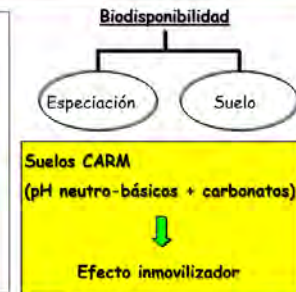 Biodisponibilidad
Especiación
Suelo
Suelos CARM
(pH neutro-básicos + carbonatos)
Efecto inmovilizador